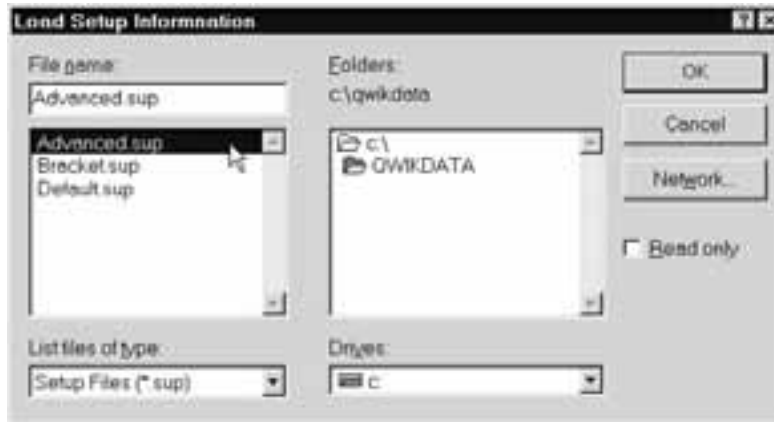 Load Setup Information
File name:
Advanced.sup
Advanced.sup
Bracket.sup
Default.sup
List files of type:
Setup Files (*.sup)
Folders:
c:\qwikdata
c:\
QWIKDATA
Drives:
c:
OK
Cancel
Network...
Read only